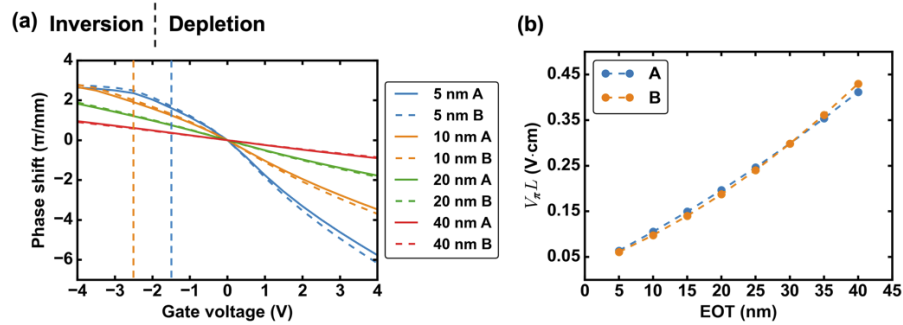 (a) Inversion Depletion
4
2
0
−2
−4
−6
Phase shift (π/mm)
−4 −3 −2 −1 0 1 2 3 4
Gate voltage (V)
5 nm A
5 nm B
10 nm A
10 nm B
20 nm A
20 nm B
40 nm A
40 nm B
(b)
0.45
0.35
0.25
0.15
0.05
VπL (V·cm)
A
B
0 5 10 15 20 25 30 35 40 45
EOT (nm)